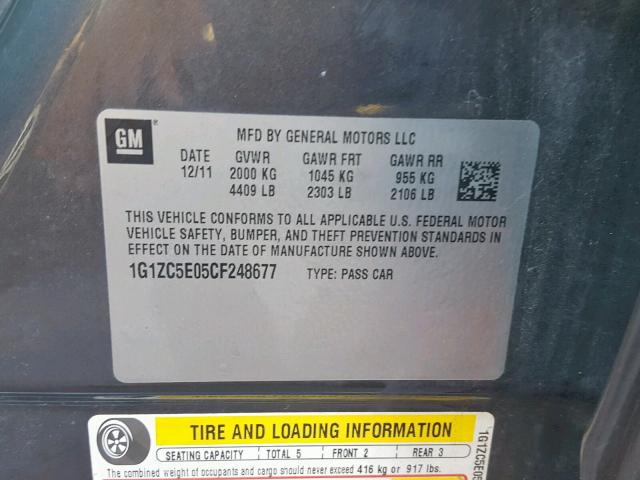 GM
MFD BY GENERAL MOTORS LLC
DATE GVWR GAWR FRT GAWR RR
12/11 2000 KG 1045 KG 955 KG
4409 LB 2303 LB 2106 LB
THIS VEHICLE CONFORMS TO ALL APPLICABLE U.S. FEDERAL MOTOR
VEHICLE SAFETY, BUMPER, AND THEFT PREVENTION STANDARDS IN
EFFECT ON THE DATE OF MANUFACTURE SHOWN ABOVE.
1G1ZC5E05CF248677 TYPE: PASS CAR
TIRE AND LOADING INFORMATION
SEATING CAPACITY TOTAL 5 FRONT 2 REAR 3
The combined weight of occupants and cargo should never exceed 416 kg or 917 lbs.